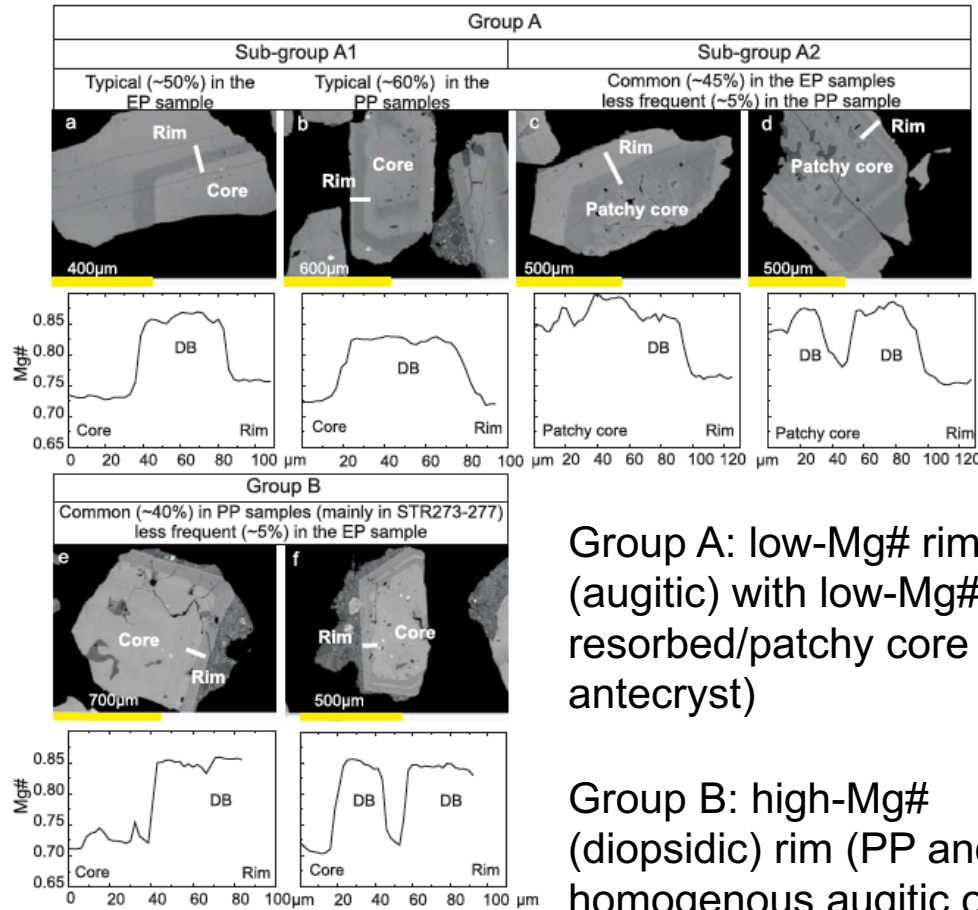 Group A
Sub-group A1
Sub-group A2
Typical (~50%) in the
EP sample
Typical (~60%) in the
PP samples
Common (~45%) in the EP samples
less frequent (~5%) in the PP sample
a
Rim
Core
400µm
b
Core
Rim
600µm
c
Rim
Patchy core
500µm
d
Rim
Patchy core
500µm
Mg#
0.85
0.80
0.75
0.70
0.65
DB
Core
Rim
0 20 40 60 80 100 µm
DB
Core
Rim
20 40 60 80 100
DB
Patchy core
Rim
µm 20 40 60 80 100 120
DB
DB
Patchy core
Rim
µm 20 40 60 80 100 120
Group B
Common (~40%) in PP samples (mainly in STR273-277)
less frequent (~5%) in the EP sample
e
Core
Rim
700µm
f
Rim
Core
500µm
Mg#
0.85
0.80
0.75
0.70
0.65
DB
Core
Rim
0 20 40 60 80 100µm
DB
DB
Core
Rim
20 40 60 80 100 µm
Group A: low-Mg# rim
(augitic) with low-Mg#
resorbed/patchy core
antecryst)
Group B: high-Mg#
(diopsidic) rim (PP and
homogenous augitic